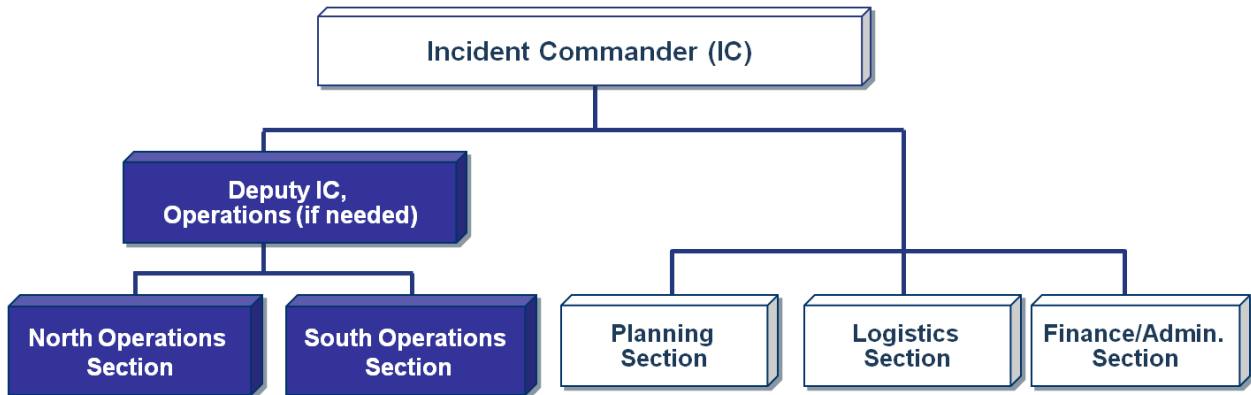 Incident Commander (IC)
Deputy IC,
Operations (if needed)
North Operations
Section
South Operations
Section
Planning
Section
Logistics
Section
Finance/Admin.
Section